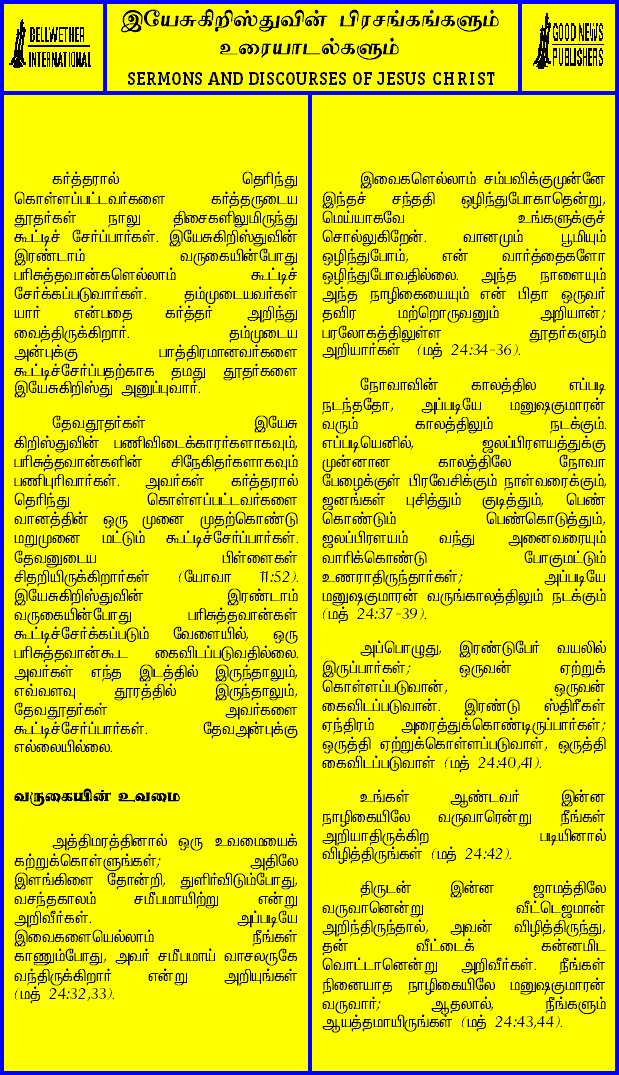 BELLWETHER
INTERNATIONAL
இயேசுகிறிஸ்துவின் பிரசங்கங்களும்
உரையாடல்களும்
SERMONS AND DISCOURSES OF JESUS CHRIST
GOOD NEWS
PUBLISHERS
கர்த்தரால் தெரிந்து
கொள்ளப்பட்டவர்களை கர்த்தருடைய
தூதர்கள் நாலு திசைகளிலுமிருந்து
கூட்டிச் சேர்ப்பார்கள். இயேசுகிறிஸ்துவின்
இரண்டாம் வருகையின்போது
பரிசுத்தவான்களெல்லாம் கூட்டிச்
சேர்க்கப்படுவார்கள். தம்முடையவர்கள்
யார் என்பதை கர்த்தர் அறிந்து
வைத்திருக்கிறார். தம்முடைய
அன்புக்கு பாத்திரமானவர்களை
கூட்டிச்சேர்ப்பதற்காக தமது தூதர்களை
இயேசுகிறிஸ்து அனுப்புவார்.
தேவதூதர்கள் இயேசு
கிறிஸ்துவின் பணிவிடைக்காரர்களாகவும்,
பரிசுத்தவான்களின் சிநேகிதர்களாகவும்
பணிபுரிவார்கள். அவர்கள் கர்த்தரால்
தெரிந்து கொள்ளப்பட்டவர்களை
வானத்தின் ஒரு முனை முதற்கொண்டு
மறுமுனை மட்டும் கூட்டிச்சேர்ப்பார்கள்.
தேவனுடைய பிள்ளைகள்
சிதறியிருக்கிறார்கள் (யோவா 11:52).
இயேசுகிறிஸ்துவின் இரண்டாம்
வருகையின்போது பரிசுத்தவான்கள்
கூட்டிச்சேர்க்கப்படும் வேளையில், ஒரு
பரிசுத்தவான்கூட கைவிடப்படுவதில்லை.
அவர்கள் எந்த இடத்தில் இருந்தாலும்,
எவ்வளவு தூரத்தில் இருந்தாலும்,
தேவதூதர்கள் அவர்களை
கூட்டிச்சேர்ப்பார்கள். தேவஅன்புக்கு
எல்லையில்லை.
வருகையின் உவமை
அத்திமரத்தினால் ஒரு உவமையைக்
கற்றுக்கொள்ளுங்கள்; அதிலே
இளங்கிளை தோன்றி, துளிர்விடும்போது,
வசந்தகாலம் சமீபமாயிற்று என்று
அறிவீர்கள். அப்படியே
இவைகளையெல்லாம் நீங்கள்
காணும்போது, அவர் சமீபமாய் வாசலருகே
வந்திருக்கிறார் என்று அறியுங்கள்
(மத் 24:32,33).
இவைகளெல்லாம் சம்பவிக்குமுன்னே
இந்தச் சந்ததி ஒழிந்துபோகாதென்று,
மெய்யாகவே உங்களுக்குச்
சொல்லுகிறேன். வானமும் பூமியும்
ஒழிந்துபோம், என் வார்த்தைகளோ
ஒழிந்துபோவதில்லை. அந்த நாளையும்
அந்த நாழிகையையும் என் பிதா ஒருவர்
தவிர மற்றொருவனும் அறியான்;
பரலோகத்திலுள்ள தூதர்களும்
அறியார்கள் (மத் 24:34-36).
நோவாவின் காலத்தில எப்படி
நடந்ததோ, அப்படியே மனுஷகுமாரன்
வரும் காலத்திலும் நடக்கும்.
எப்படியெனில், ஜலப்பிரளயத்துக்கு
முன்னான காலத்திலே நோவா
பேழைக்குள் பிரவேசிக்கும் நாள்வரைக்கும்,
ஜனங்கள் புசித்தும் குடித்தும், பெண்
கொண்டும் பெண்கொடுத்தும்,
ஜலப்பிரளயம் வந்து அனைவரையும்
வாரிக்கொண்டு போகுமட்டும்
உணராதிருந்தார்கள்; அப்படியே
மனுஷகுமாரன் வருங்காலத்திலும் நடக்கும்
(மத் 24:37-39).
அப்பொழுது, இரண்டுபேர் வயலில்
இருப்பார்கள்; ஒருவன் ஏற்றுக்
கொள்ளப்படுவான், ஒருவன்
கைவிடப்படுவான். இரண்டு ஸ்திரீகள்
ஏந்திரம் அரைத்துக்கொண்டிருப்பார்கள்;
ஒருத்தி ஏற்றுக்கொள்ளப்படுவாள், ஒருத்தி
கைவிடப்படுவாள் (மத் 24:40,41).
உங்கள் ஆண்டவர் இன்ன
நாழிகையிலே வருவாரென்று நீங்கள்
அறியாதிருக்கிற படியினால்
விழித்திருங்கள் (மத் 24:42).
திருடன் இன்ன ஜாமத்திலே
வருவானென்று வீட்டெஜமான்
அறிந்திருந்தால், அவன் விழித்திருந்து,
தன் வீட்டைக் கன்னமிட
வொட்டானென்று அறிவீர்கள். நீங்கள்
நினையாத நாழிகையிலே மனுஷகுமாரன்
வருவார்; ஆதலால், நீங்களும்
ஆயத்தமாயிருங்கள் (மத் 24:43,44).